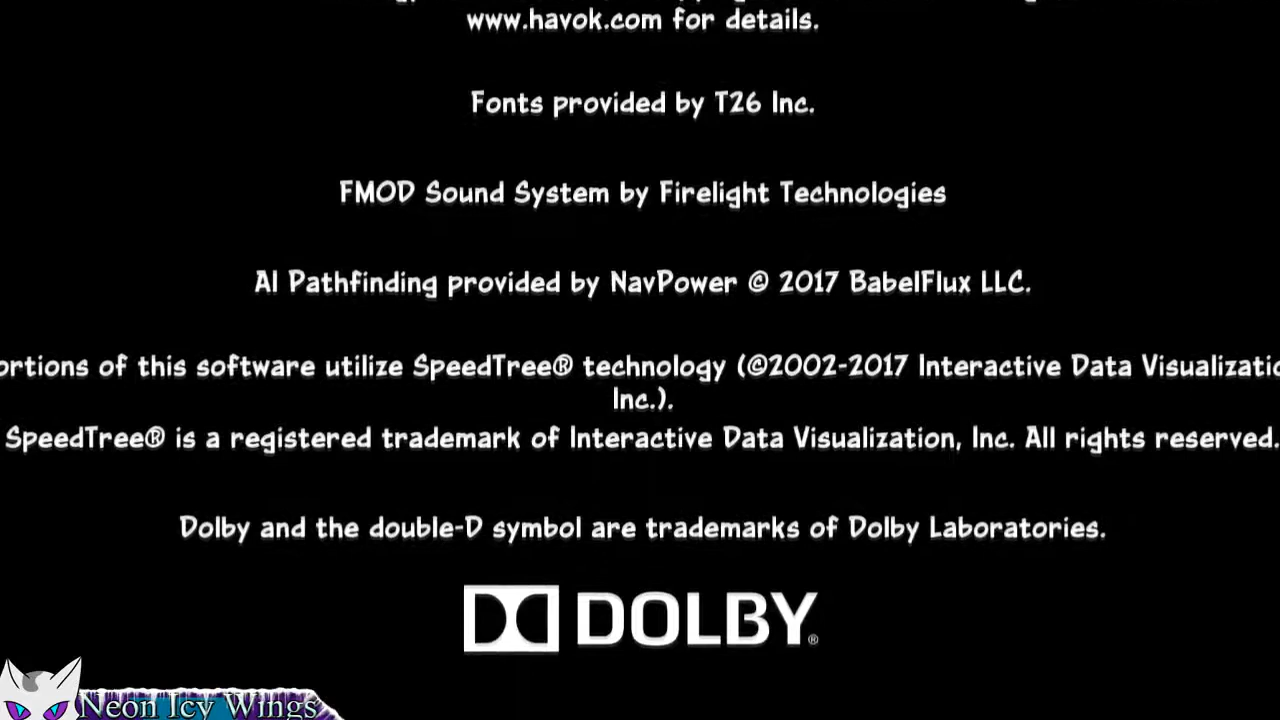 www.havok.com for details.
Fonts provided by T26 Inc.
FMOD Sound System by Firelight Technologies
AI Pathfinding provided by NavPower © 2017 BabelFlux LLC.
ortions of this software utilize SpeedTree® technology (©2002-2017 Interactive Data Visualizatio
Inc.).
SpeedTree® is a registered trademark of Interactive Data Visualization, Inc. All rights reserved.
Dolby and the double-D symbol are trademarks of Dolby Laboratories.
DOLBY®
Neon Icy Wings